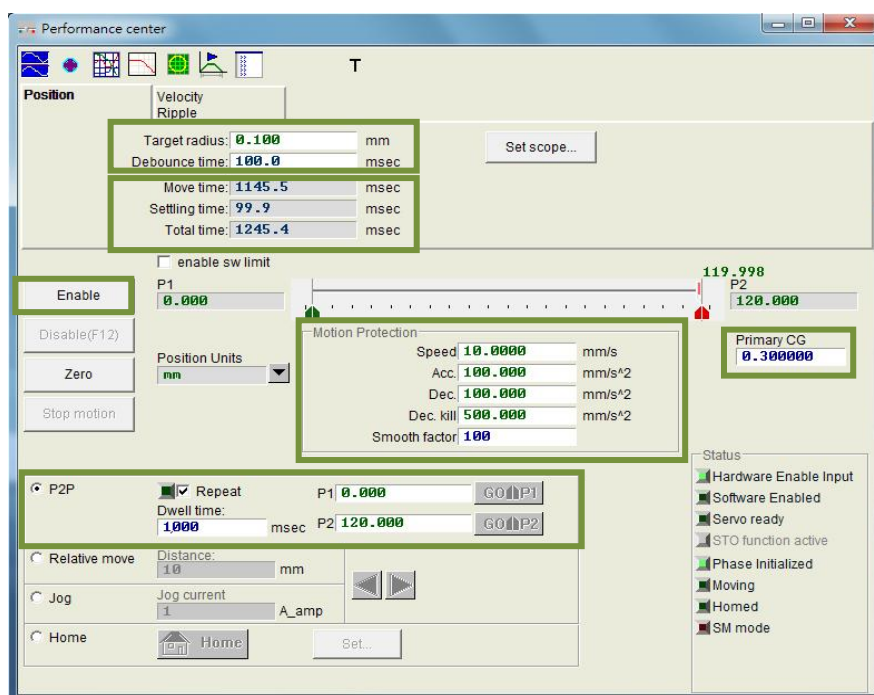 Performance center
T
Position
Velocity
Ripple
Target radius: 0.100 mm
Set scope...
Debounce time: 100.0 msec
Move time: 1145.5 msec
Settling time: 99.9 msec
Total time: 1245.4 msec
enable sw limit
119.998
P1
P2
Enable
0.000
120.000
Disable(F12)
Motion Protection
Primary CG
Speed 10.0000 mm/s
0.300000
Position Units
Acc. 100.000 mm/s^2
Zero
mm
Dec. 100.000 mm/s^2
Stop motion
Dec. kill 500.000 mm/s^2
Smooth factor 100
Status
Hardware Enable Input
P2P
Repeat
P1 0.000 GO P1
Software Enabled
Dwell time:
Servo ready
1,000 msec
P2 120.000 GO P2
STO function active
Relative move
Distance:
Phase Initialized
10 mm
Moving
Jog
Jog current
Homed
1 A_amp
SM mode
Home
Home
Set...